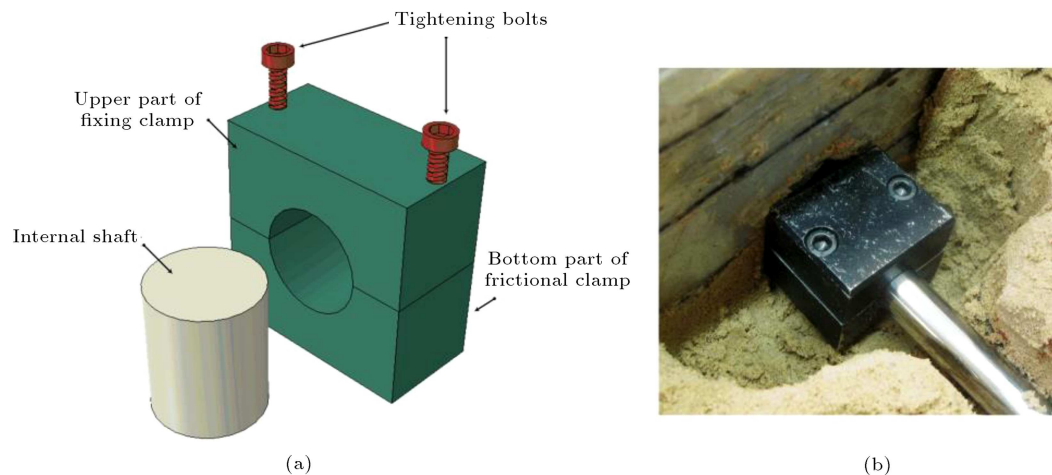 Tightening bolts
Upper part of
fixing clamp
Internal shaft
Bottom part of
frictional clamp
(a)
(b)